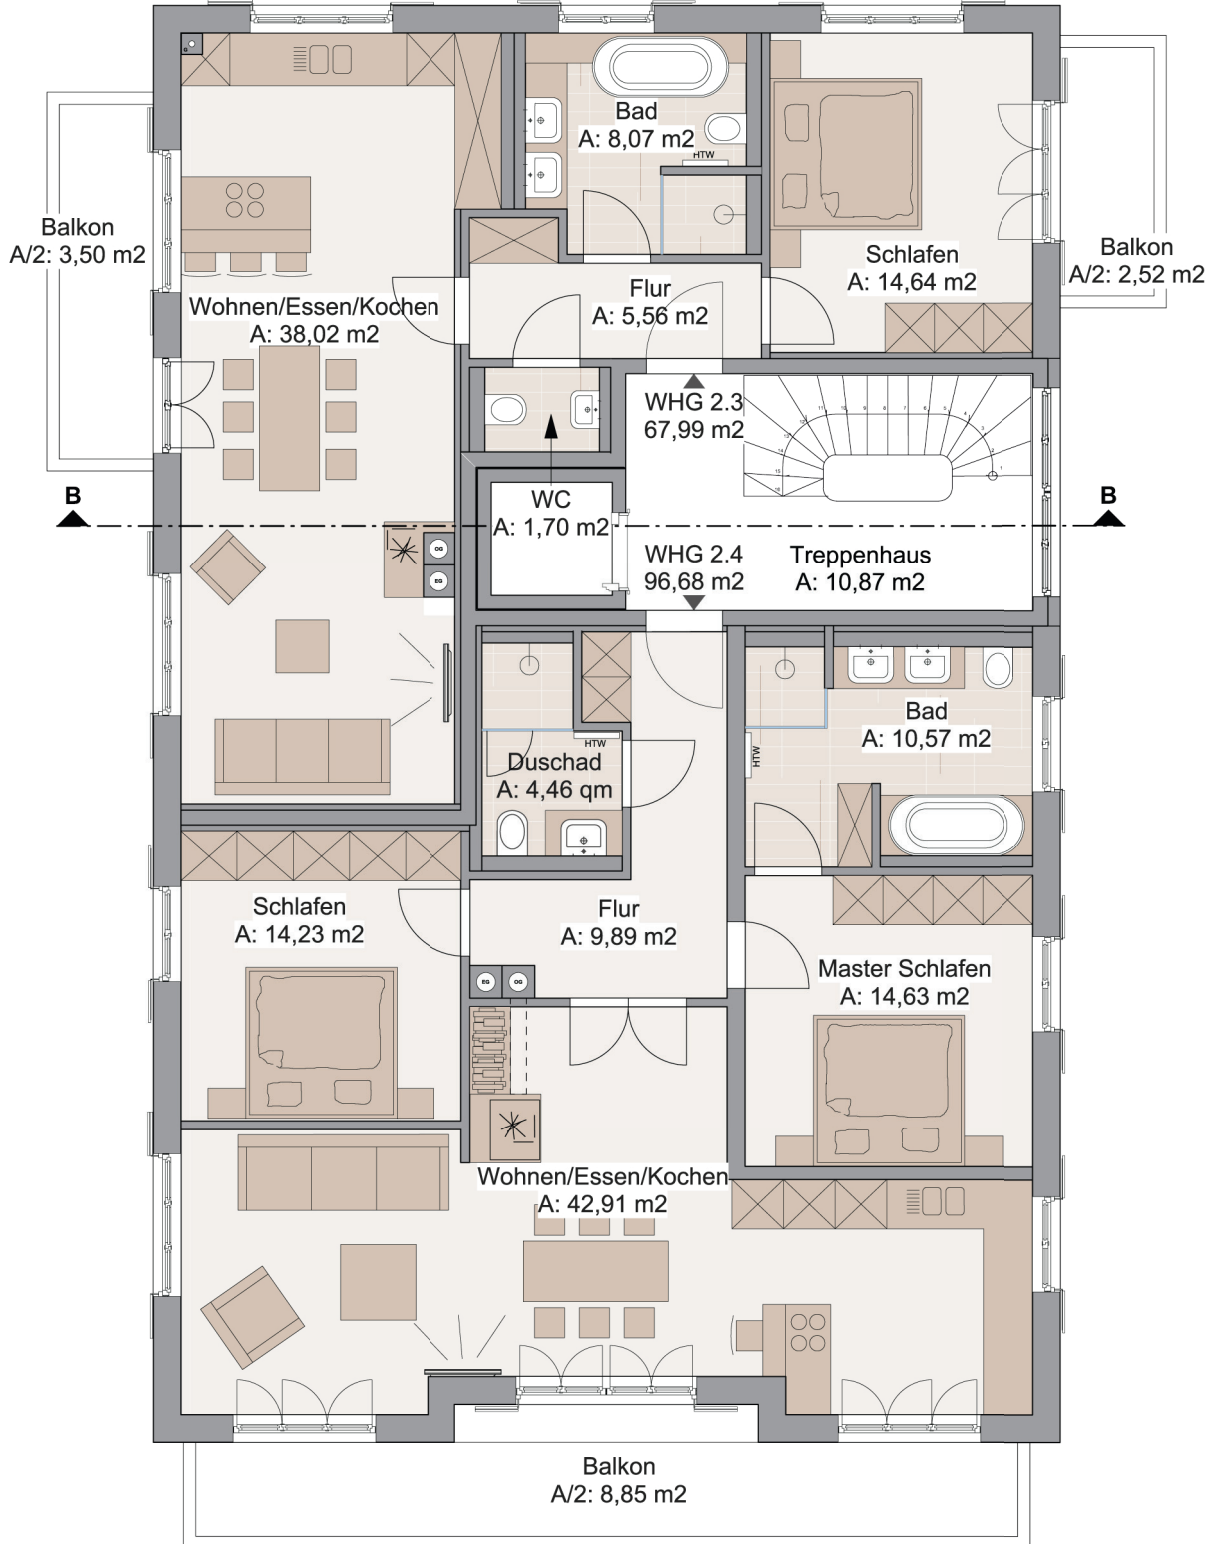 Bad
A: 8,07 m2
HTW
Balkon
A/2: 3,50 m2
Schlafen
A: 14,64 m2
Balkon
A/2: 2,52 m2
Wohnen/Essen/Kochen
A: 38,02 m2
Flur
A: 5,56 m2
WHG 2.3
67,99 m2
B
B
WC
A: 1,70 m2
WHG 2.4
96,68 m2
Treppenhaus
A: 10,87 m2
OG
EG
Bad
A: 10,57 m2
HTW
HTW
Duschad
A: 4,46 qm
Schlafen
A: 14,23 m2
Flur
A: 9,89 m2
EG
OG
Master Schlafen
A: 14,63 m2
Wohnen/Essen/Kochen
A: 42,91 m2
Balkon
A/2: 8,85 m2